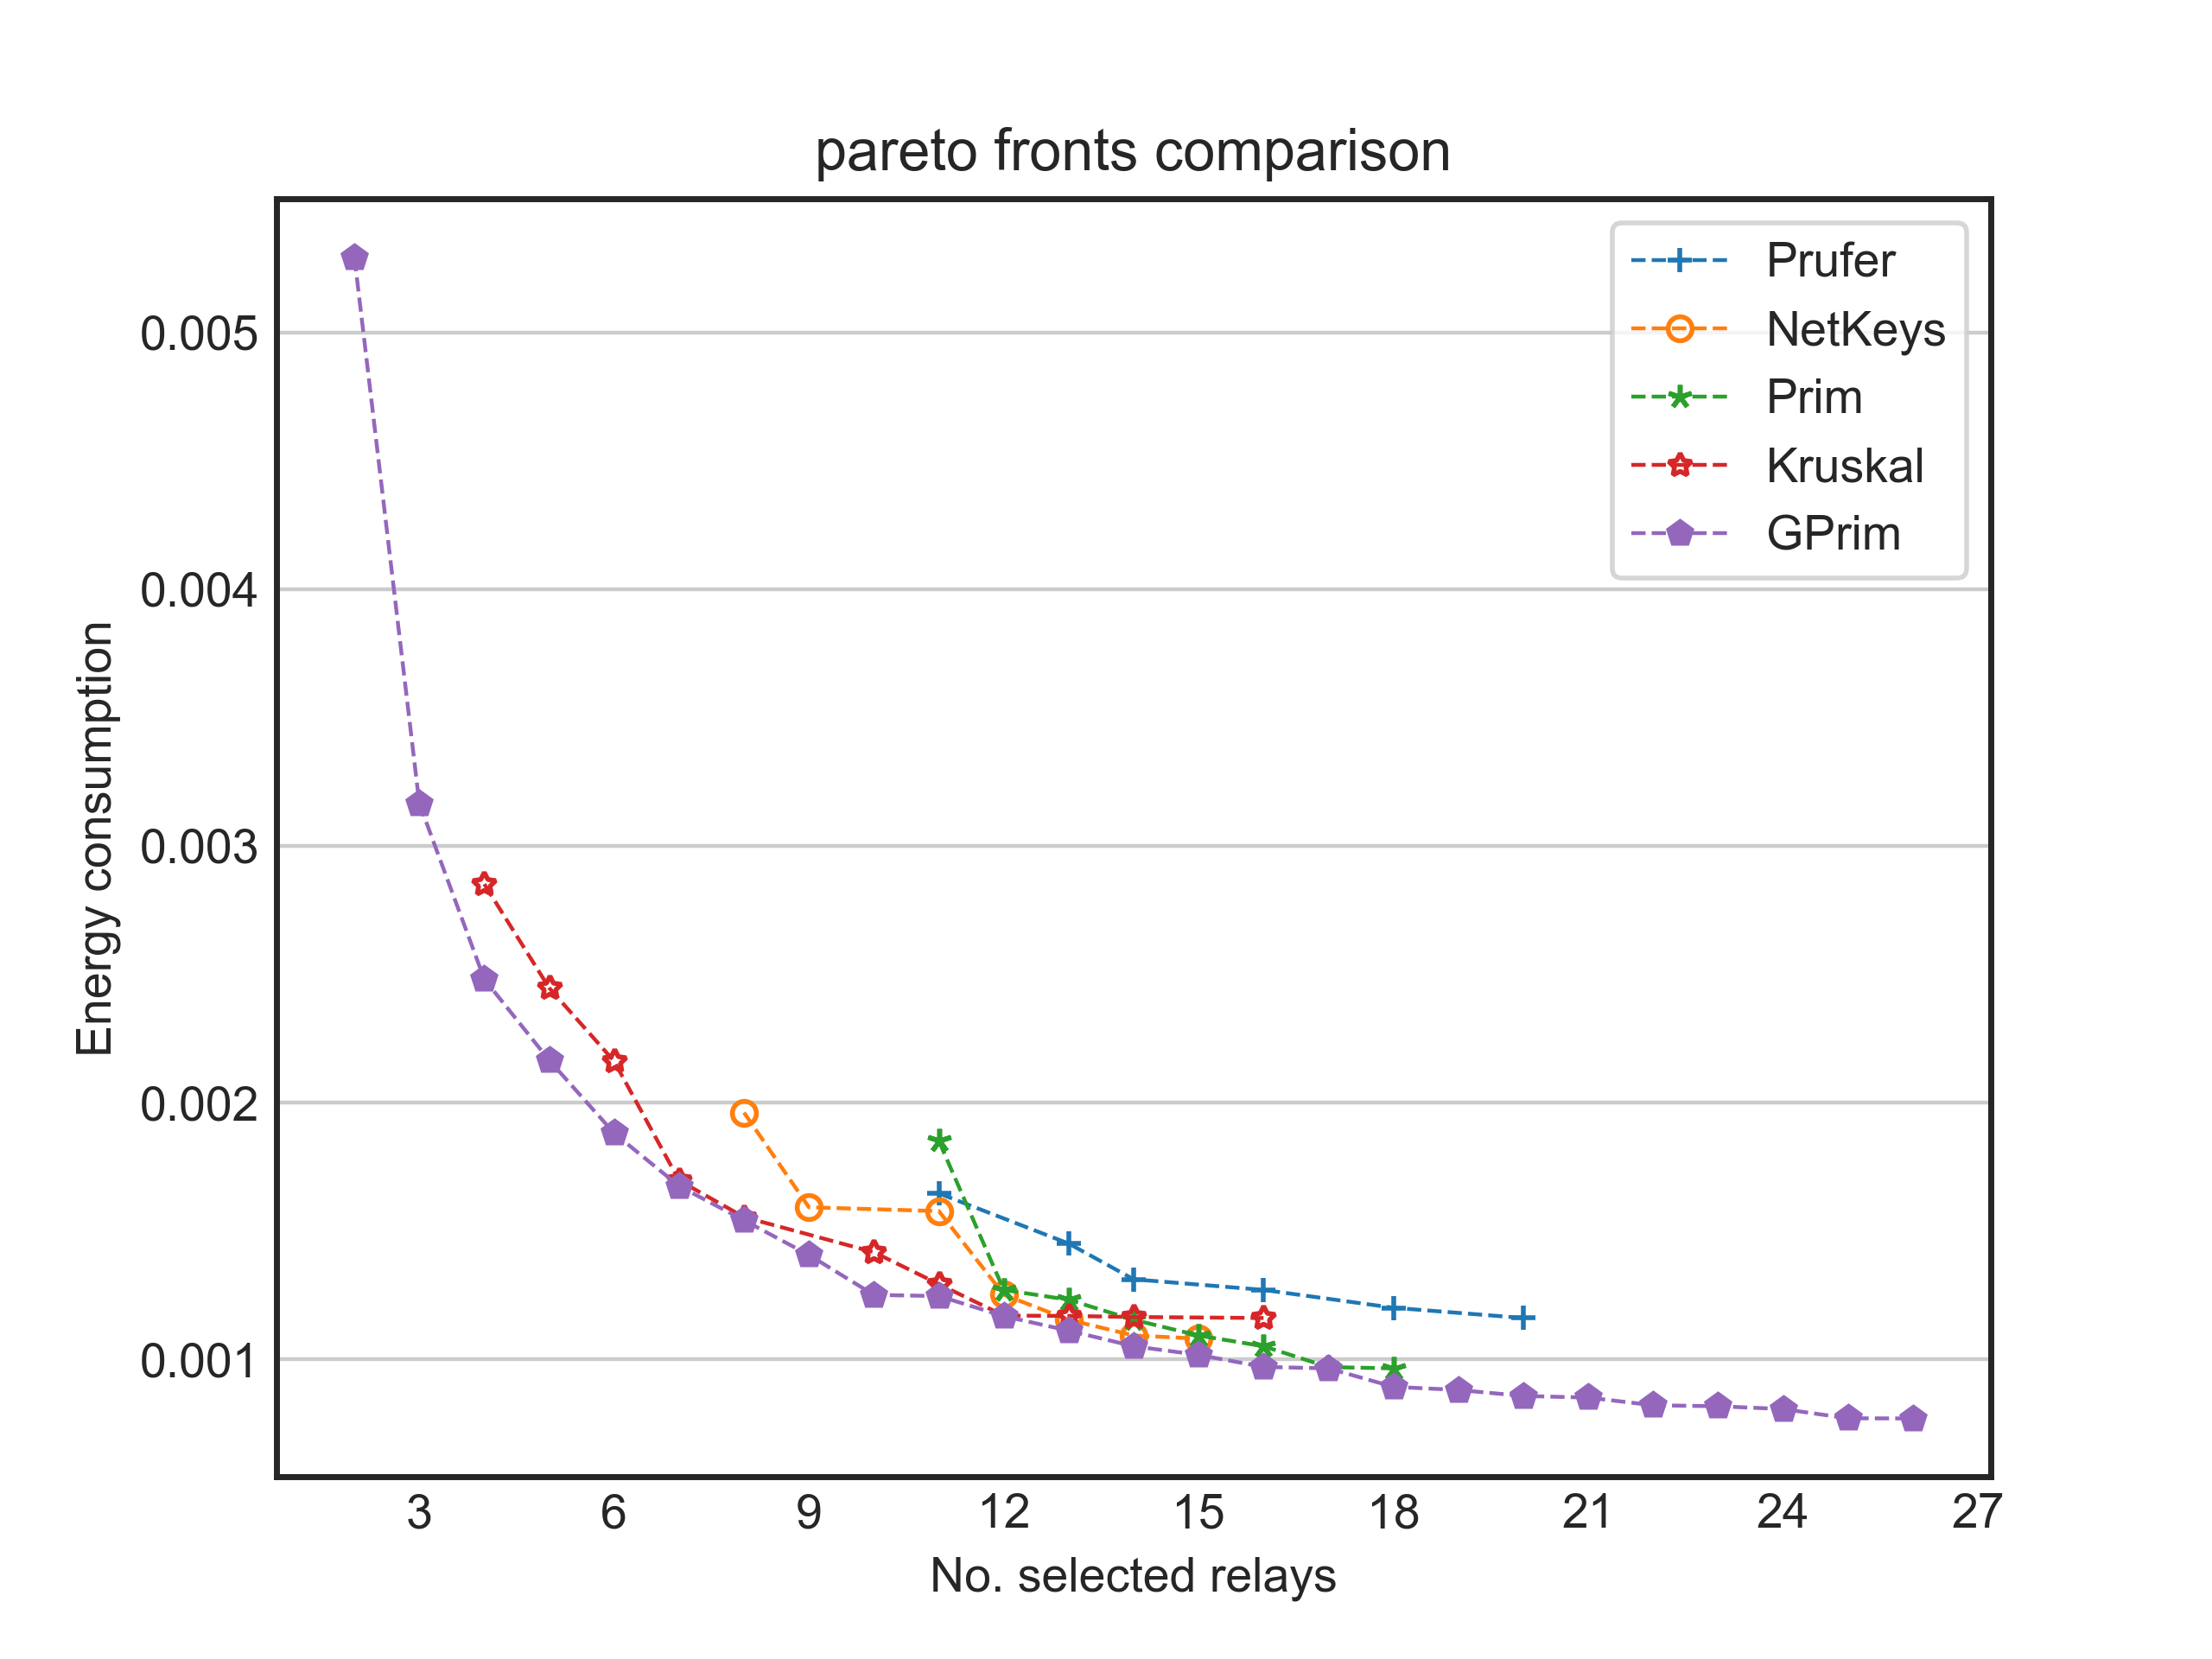 pareto fronts comparison
Prufer
NetKeys
Prim
Kruskal
GPrim
0.005
0.004
0.003
0.002
0.001
Energy consumption
3 6 9 12 15 18 21 24 27
No. selected relays